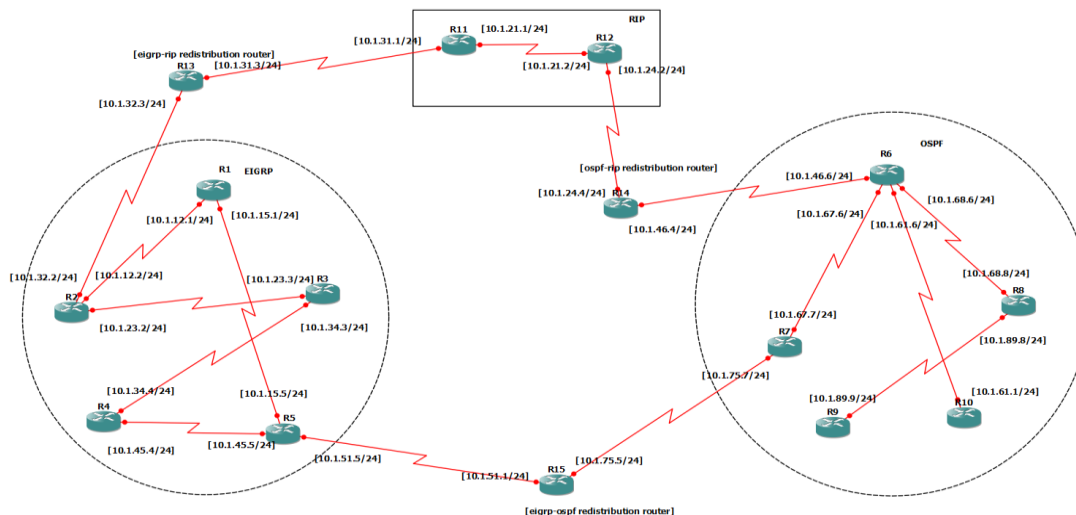 RIP
R11
[10.1.21.1/24]
R12
[10.1.31.1/24]
[eigrp-rip redistribution router]
[10.1.31.3/24]
R13
[10.1.21.2/24]
[10.1.24.2/24]
[10.1.32.3/24]
R1
EIGRP
[10.1.12.1/24]
[10.1.15.1/24]
[ospf-rip redistribution router]
[10.1.24.4/24]
R14
[10.1.46.4/24]
R6
OSPF
[10.1.46.6/24]
[10.1.68.6/24]
[10.1.67.6/24]
[10.1.61.6/24]
[10.1.32.2/24]
[10.1.12.2/24]
R2
[10.1.23.3/24]
R3
[10.1.23.2/24]
[10.1.34.3/24]
[10.1.68.8/24]
R8
[10.1.67.7/24]
R7
[10.1.89.8/24]
[10.1.75.7/24]
[10.1.34.4/24]
[10.1.15.5/24]
R4
R5
[10.1.45.4/24]
[10.1.45.5/24]
[10.1.51.5/24]
[10.1.61.1/24]
[10.1.89.9/24]
R10
R9
[10.1.51.1/24]
R15
[10.1.75.5/24]
[eigrp-ospf redistribution router]